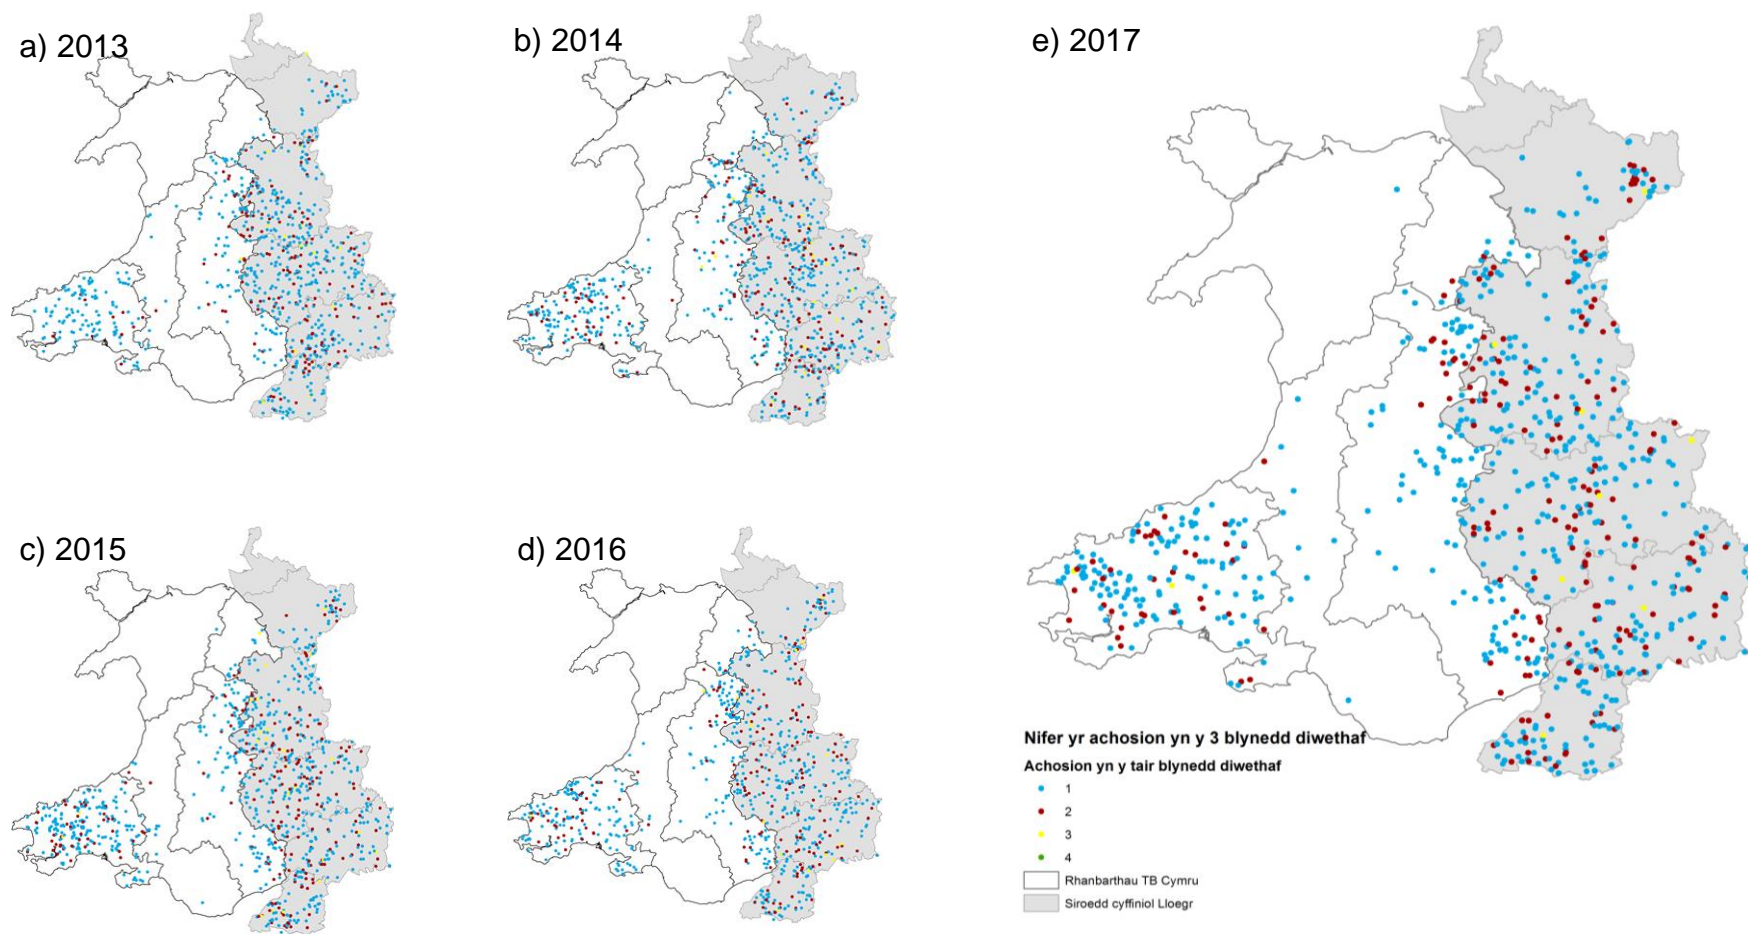 a) 2013
b) 2014
e) 2017
c) 2015
d) 2016
Nifer yr achosion yn y 3 blynedd diwethaf
Achosion yn y tair blynedd diwethaf
1
2
3
4
Rhanbarthau TB Cymru
Siroedd cyffiniol Lloegr